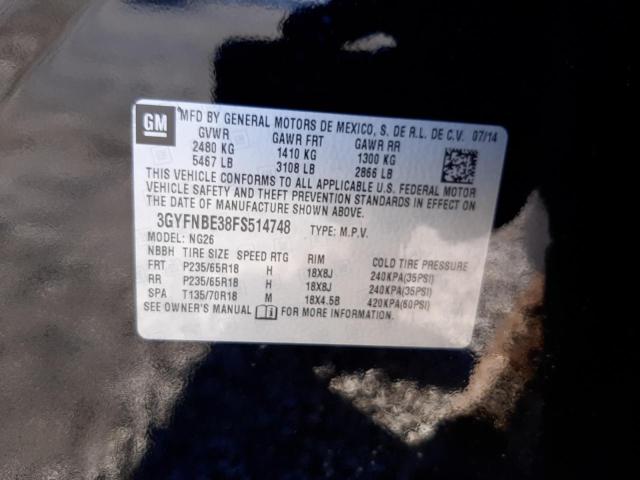 GM
MFD BY GENERAL MOTORS DE MEXICO, S. DE R.L. DE C.V. 07/14
GVWR GAWR FRT GAWR RR
2480 KG 1410 KG 1300 KG
5467 LB 3108 LB 2866 LB
THIS VEHICLE CONFORMS TO ALL APPLICABLE U.S. FEDERAL MOTOR
VEHICLE SAFETY AND THEFT PREVENTION STANDARDS IN EFFECT ON
THE DATE OF MANUFACTURE SHOWN ABOVE.
3GYFNBE38FS514748 TYPE: M.P.V.
MODEL: NG26
NBBH TIRE SIZE SPEED RTG RIM COLD TIRE PRESSURE
FRT P235/65R18 H 18X8J 240KPA(35PSI)
RR P235/65R18 H 18X8J 240KPA(35PSI)
SPA T135/70R18 M 18X4.5B 420KPA(60PSI)
SEE OWNER'S MANUAL FOR MORE INFORMATION.